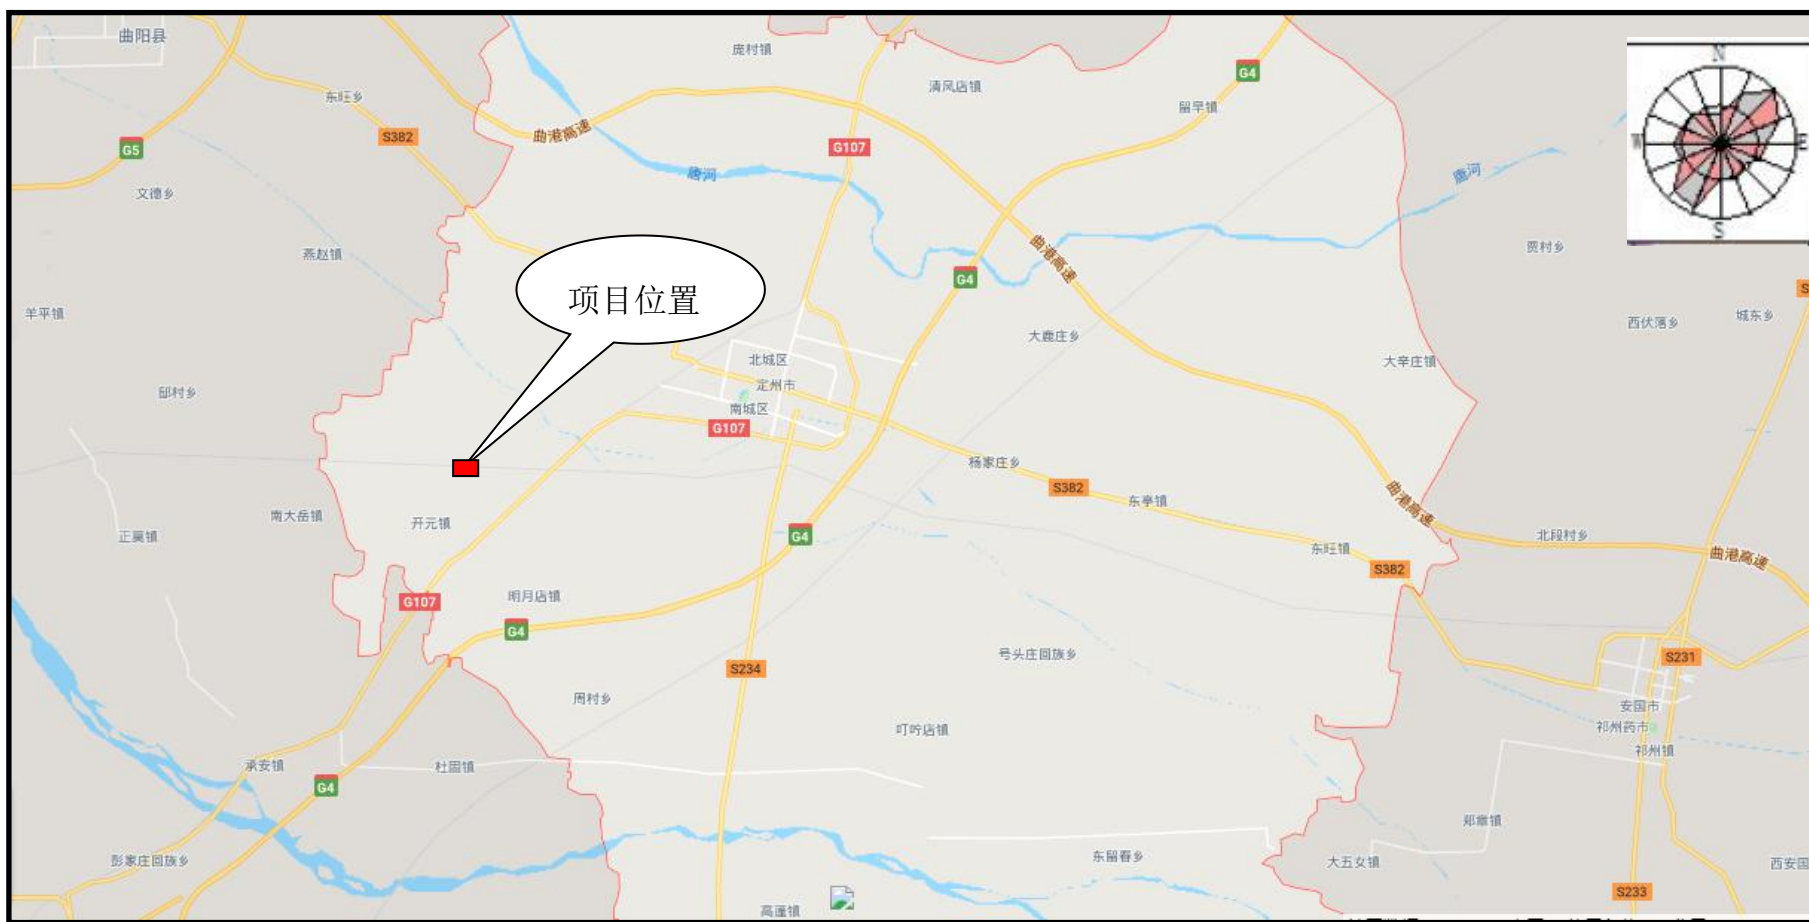 曲阳县
庞村镇
N
G4
清风店镇
东旺乡
留早镇
S382
曲港高速
G107
G5
W
E
唐河
唐河
文德乡
S
燕赵镇
贾村乡
曲港高速
G4
S
项目位置
羊平镇
西伏落乡
城东乡
大鹿庄乡
北城区
大辛庄镇
定州市
邸村乡
南城区
G107
杨家庄乡
S382
东亭镇
曲港高速
南大岳镇
开元镇
正莫镇
G4
北段村乡
东旺镇
曲港高速
S382
明月店镇
G107
G4
号头庄回族乡
S231
S234
周村乡
安国市
叮咛店镇
祁州药市
祁州镇
承安镇
杜固镇
G4
郑章镇
彭家庄回族乡
东留春乡
大五女镇
西安国
S233
高蓬镇